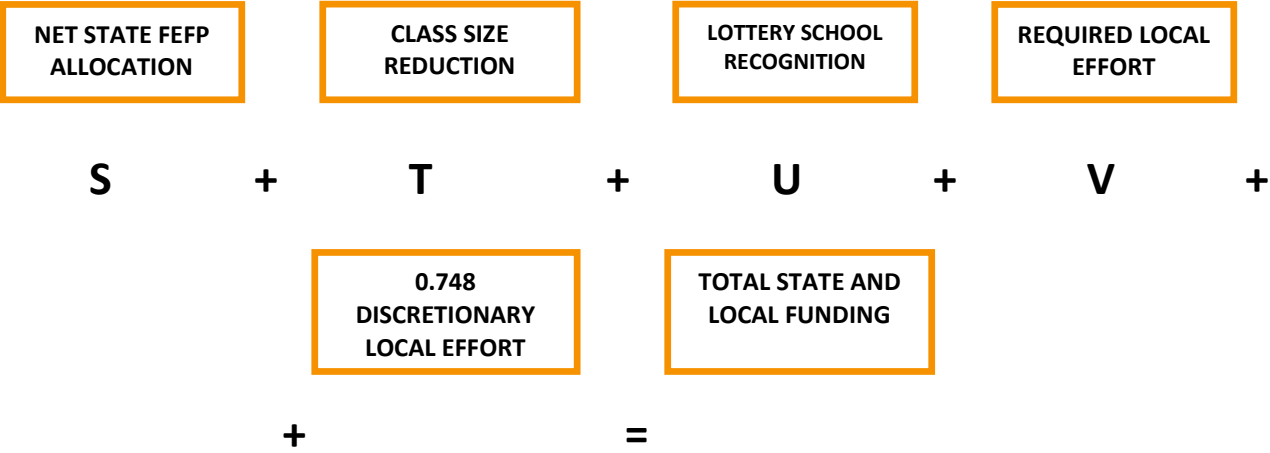 NET STATE FEFP
ALLOCATION
CLASS SIZE
REDUCTION
LOTTERY SCHOOL
RECOGNITION
REQUIRED LOCAL
EFFORT
S + T + U + V +
0.748
DISCRETIONARY
LOCAL EFFORT
TOTAL STATE AND
LOCAL FUNDING
+ =